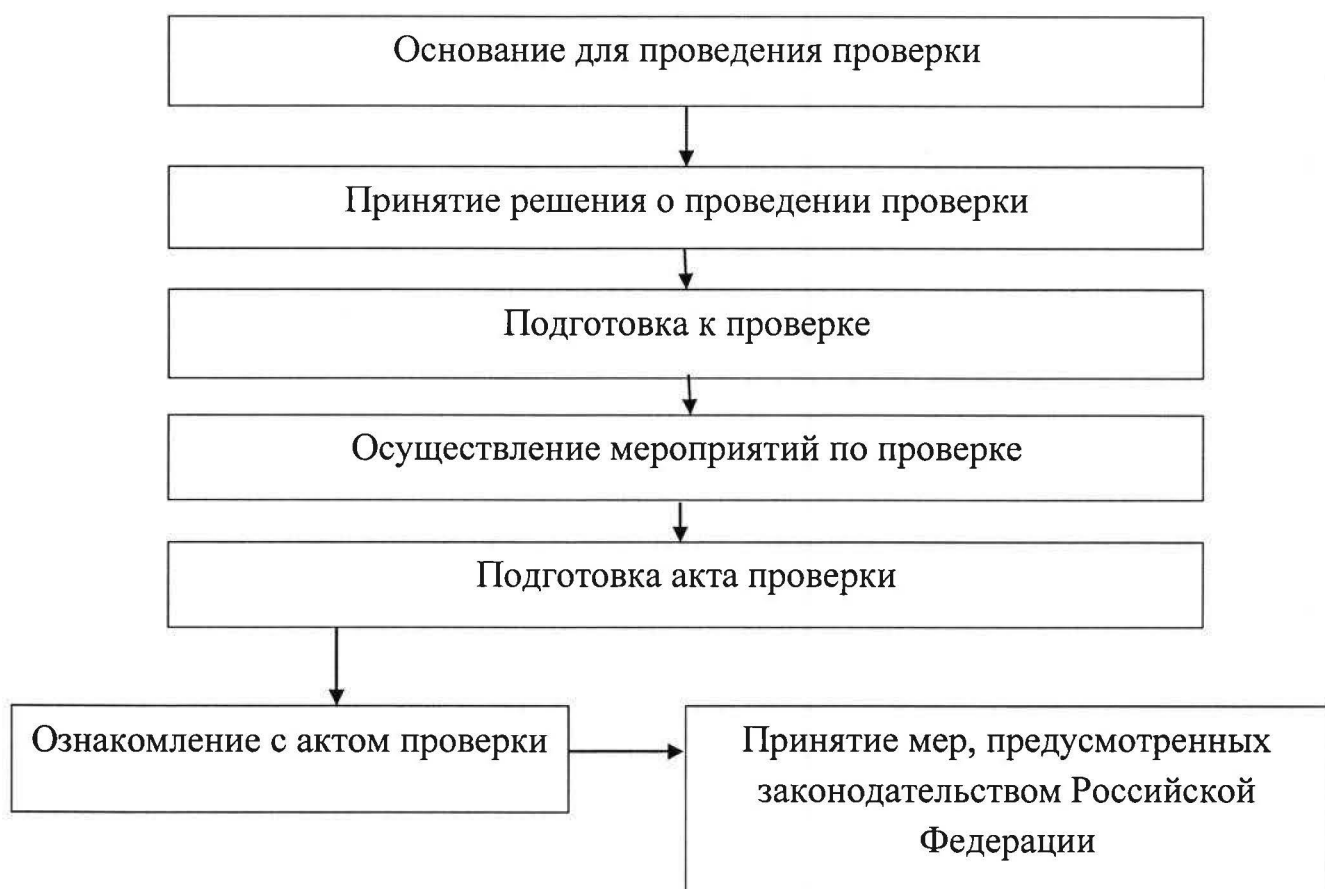 Основание для проведения проверки
Принятие решения о проведении проверки
Подготовка к проверке
Осуществление мероприятий по проверке
Подготовка акта проверки
Ознакомление с актом проверки
Принятие мер, предусмотренных
законодательством Российской
Федерации